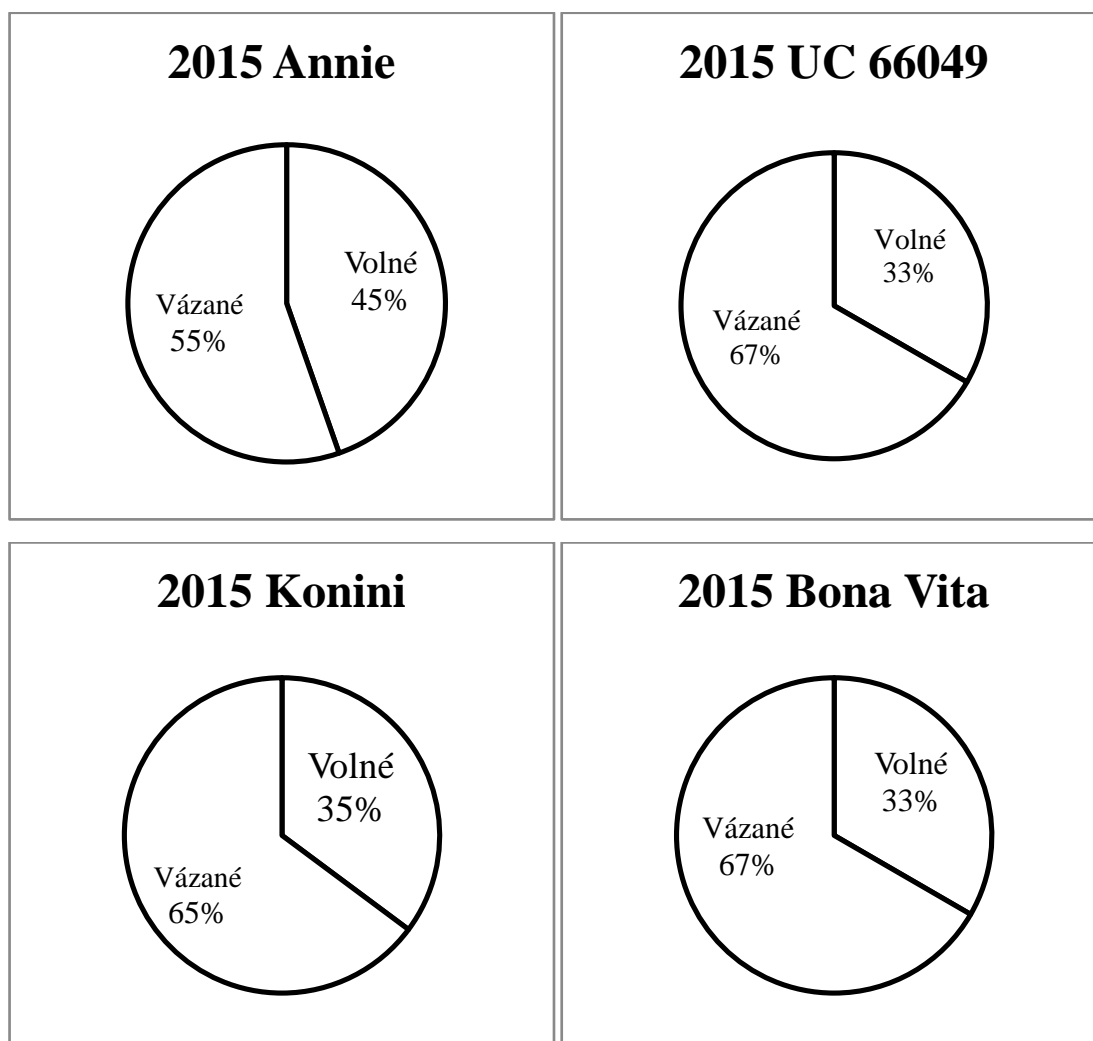 2015 Annie
Volné
45%
Vázané
55%
2015 UC 66049
Volné
33%
Vázané
67%
2015 Konini
Volné
35%
Vázané
65%
2015 Bona Vita
Volné
33%
Vázané
67%